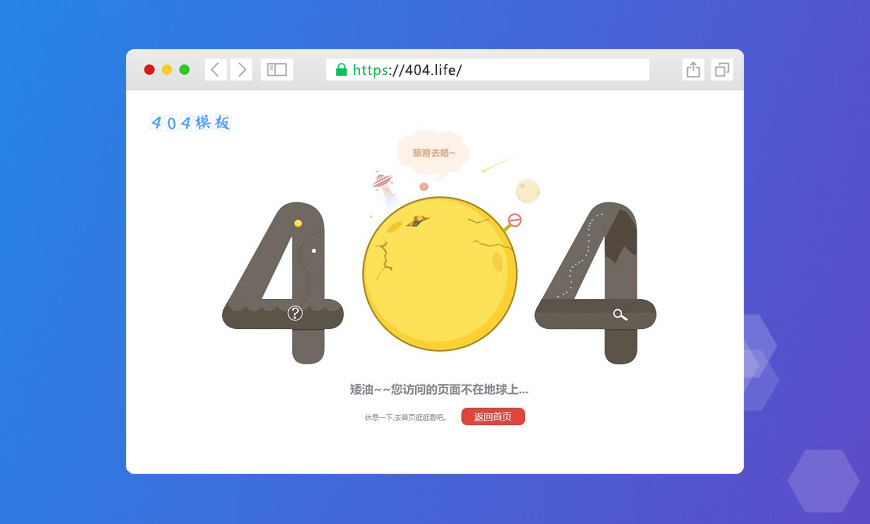 https://404.life/
404模板
旅游去咯~
404
?
矮油~~您访问的页面不在地球上...
休息一下,去首页逛逛看吧。
返回首页